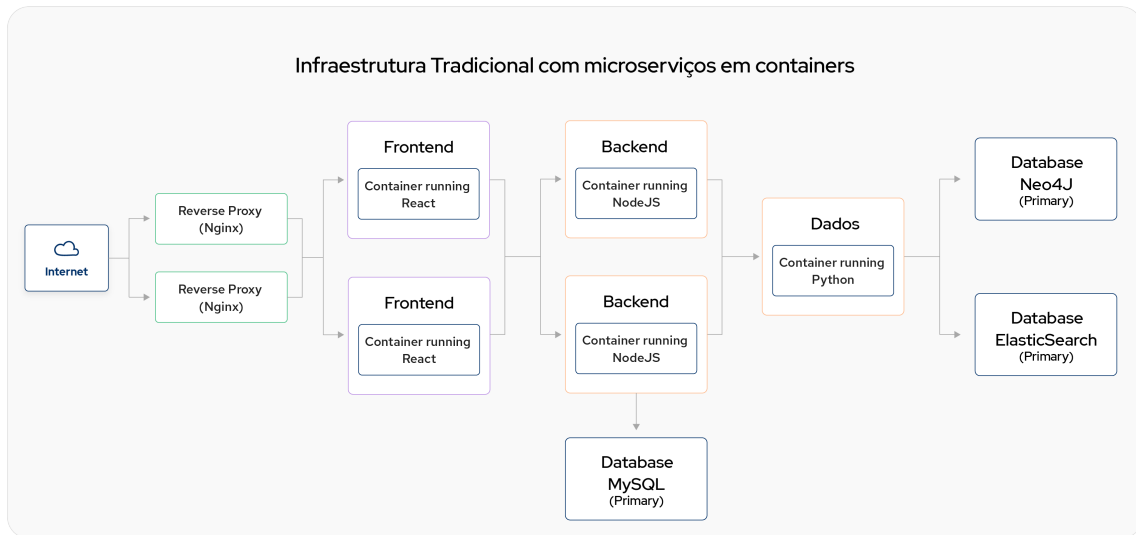 Infraestrutura Tradicional com microserviços em containers
Internet
Reverse Proxy
(Nginx)
Reverse Proxy
(Nginx)
Frontend
Container running
React
Frontend
Container running
React
Backend
Container running
NodeJS
Backend
Container running
NodeJS
Database
MySQL
(Primary)
Dados
Container running
Python
Database
Neo4J
(Primary)
Database
ElasticSearch
(Primary)